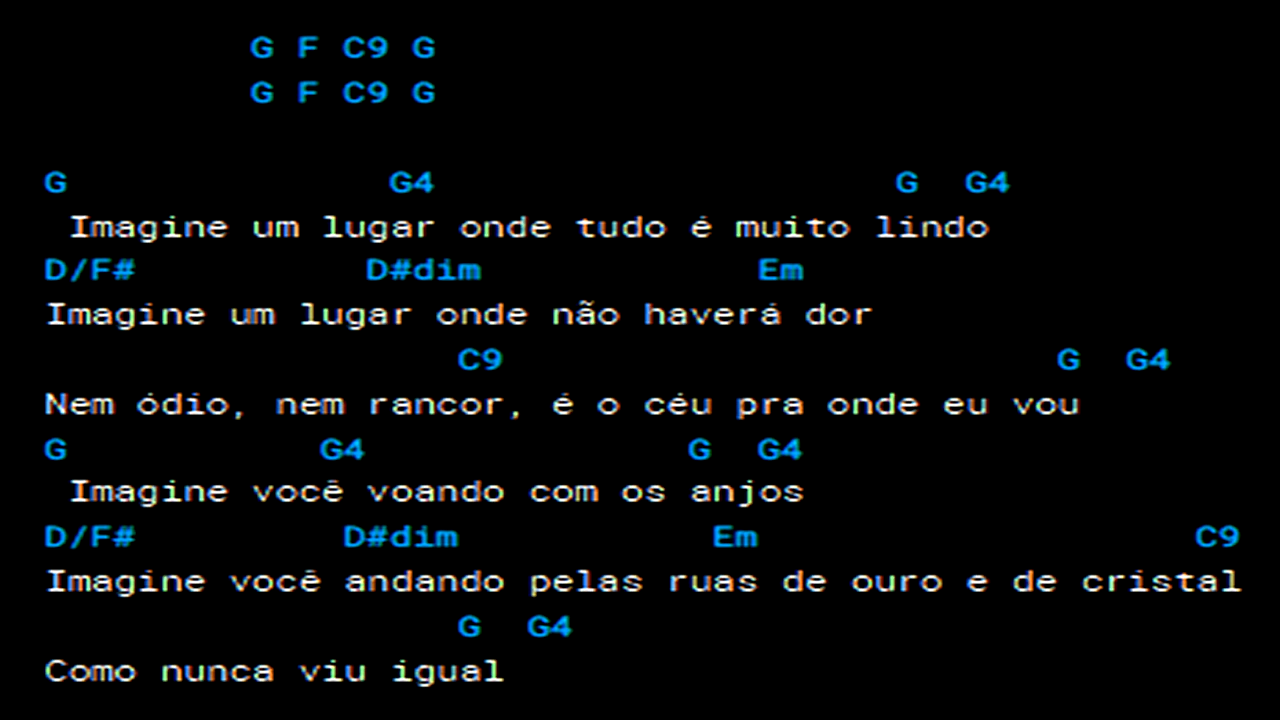 G F C9 G
G F C9 G
G G4 G G4
Imagine um lugar onde tudo é muito lindo
D/F# D#dim Em
Imagine um lugar onde não haverá dor
C9 G G4
Nem ódio, nem rancor, é o céu pra onde eu vou
G G4 G G4
Imagine você voando com os anjos
D/F# D#dim Em C9
Imagine você andando pelas ruas de ouro e de cristal
G G4
Como nunca viu igual